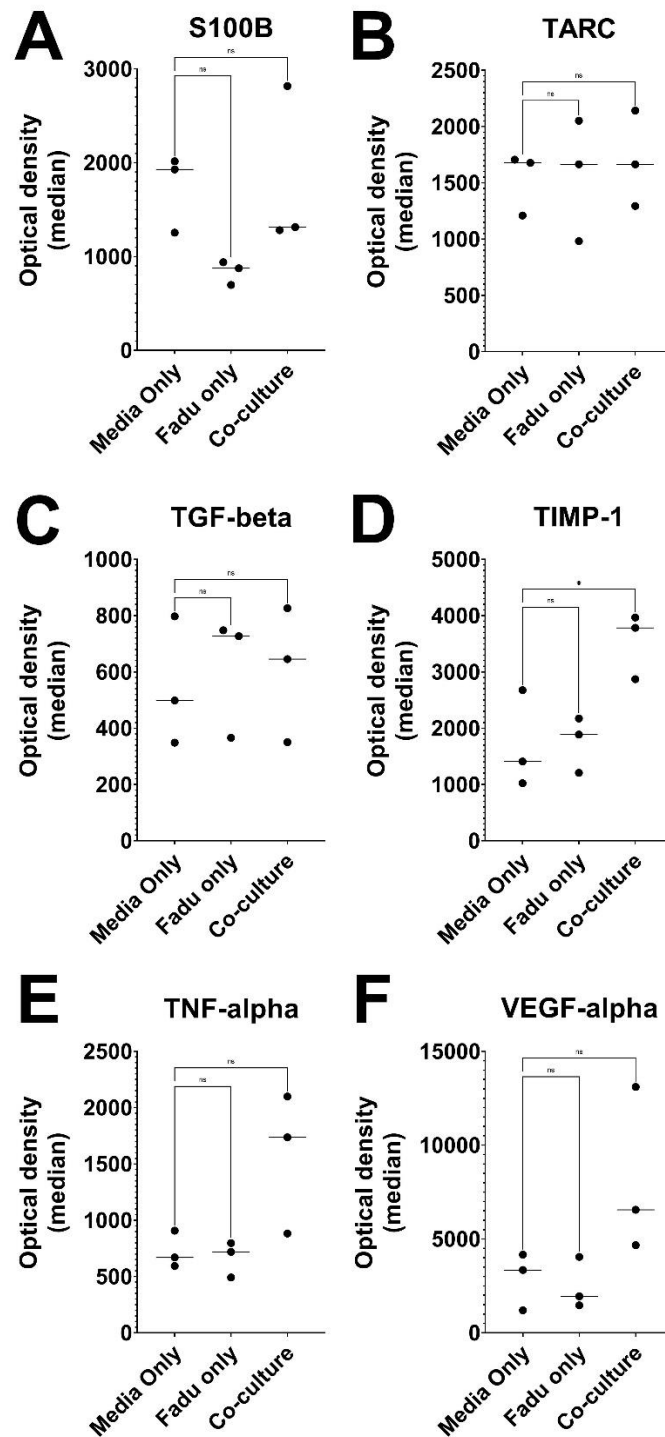 A S100B
Optical density
(median)
3000
2000
1000
0
ns
ns
Media Only
Fadu only
Co-culture
B TARC
Optical density
(median)
2500
2000
1500
1000
500
0
ns
ns
Media Only
Fadu only
Co-culture
C TGF-beta
Optical density
(median)
1000
800
600
400
200
0
ns
ns
Media Only
Fadu only
Co-culture
D TIMP-1
Optical density
(median)
5000
4000
3000
2000
1000
0
*
ns
Media Only
Fadu only
Co-culture
E TNF-alpha
Optical density
(median)
2500
2000
1500
1000
500
0
ns
ns
Media Only
Fadu only
Co-culture
F VEGF-alpha
Optical density
(median)
15000
10000
5000
0
ns
ns
Media Only
Fadu only
Co-culture